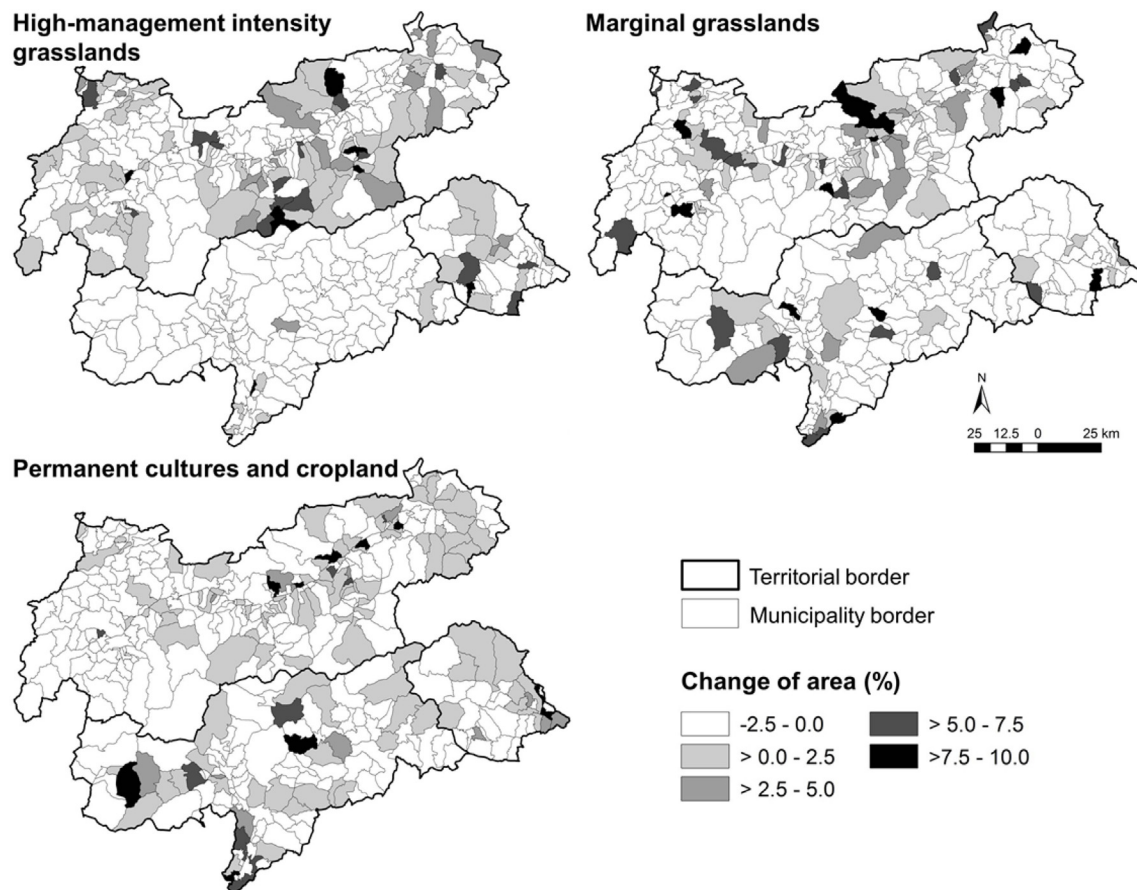 High-management intensity
grasslands
Marginal grasslands
N
25 12.5 0 25 km
Permanent cultures and cropland
Territorial border
Municipality border
Change of area (%)
-2.5 - 0.0
> 0.0 - 2.5
> 2.5 - 5.0
> 5.0 - 7.5
>7.5 - 10.0